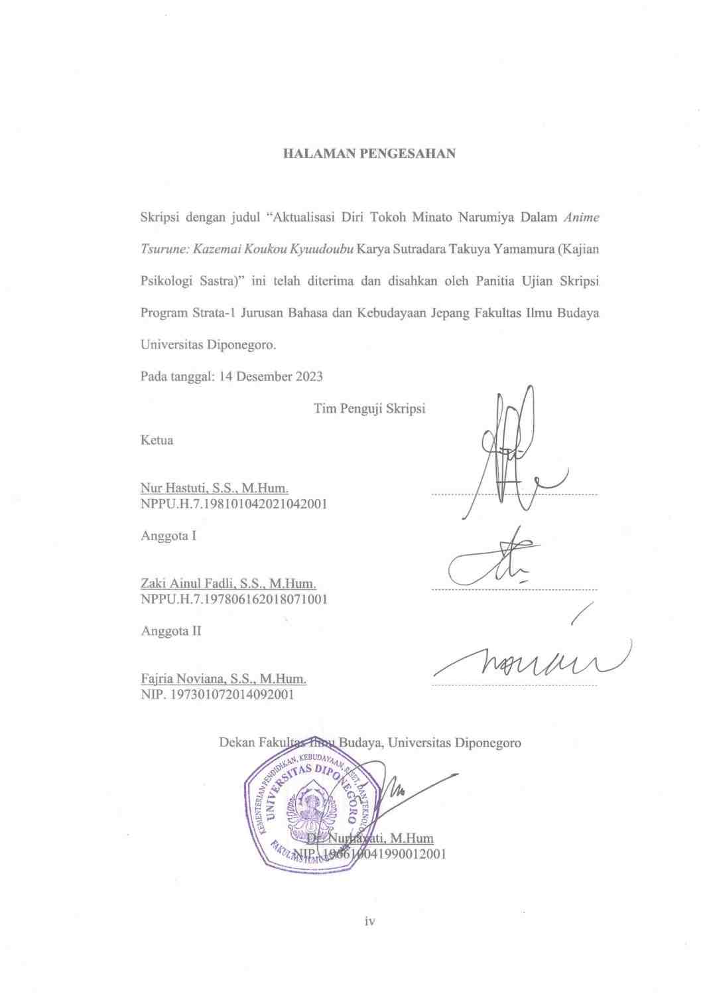 HALAMAN PENGESAHAN
Skripsi dengan judul “Aktualisasi Diri Tokoh Minato Narumiya Dalam Anime
Tsurune: Kazemai Koukou Kyuudoubu Karya Sutradara Takuya Yamamura (Kajian
Psikologi Sastra)” ini telah diterima dan disahkan oleh Panitia Ujian Skripsi
Program Strata-1 Jurusan Bahasa dan Kebudayaan Jepang Fakultas Ilmu Budaya
Universitas Diponegoro.
Pada tanggal: 14 Desember 2023
Tim Penguji Skripsi
Ketua
Nur Hastuti, S.S., M.Hum.
NPPU.H.7.198101042021042001
Anggota I
Zaki Ainul Fadli, S.S., M.Hum.
NPPU.H.7.197806162018071001
Anggota II
Fajria Noviana, S.S., M.Hum.
NIP. 197301072014092001
Dekan Fakultas Ilmu Budaya, Universitas Diponegoro
KEMENTERIAN PENDIDIKAN, KEBUDAYAAN, RISET, DAN TEKNOLOGI
UNIVERSITAS DIPONEGORO
FAKULTAS ILMU BUDAYA
Dr. Nurhayati, M.Hum
NIP. 196610041990012001
iv